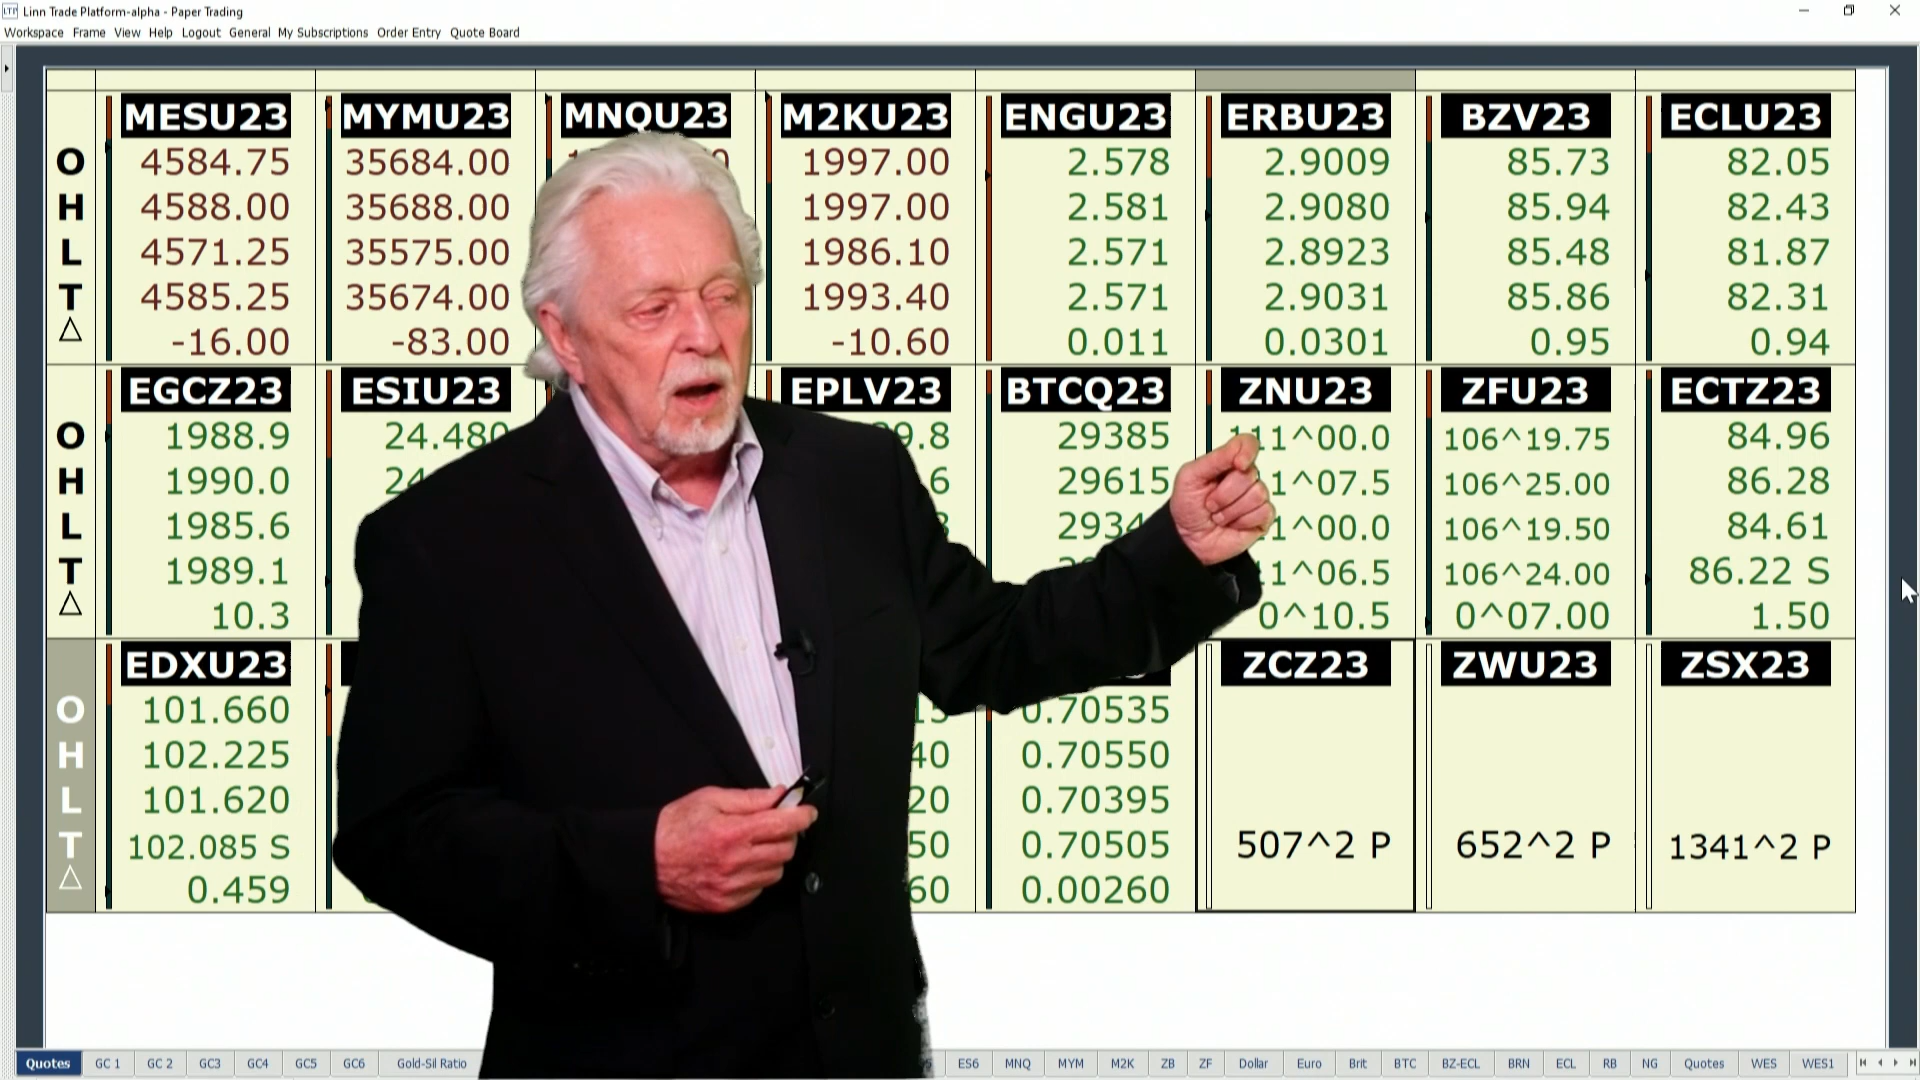 LTP Linn Trade Platform-alpha - Paper Trading
Workspace Frame View Help Logout General My Subscriptions Order Entry Quote Board
MESU23 MYMU23 MNQU23 M2KU23 ENGU23 ERBU23 BZV23 ECLU23
O 4584.75 35684.00 1997.00 2.578 2.9009 85.73 82.05
H 4588.00 35688.00 1997.00 2.581 2.9080 85.94 82.43
L 4571.25 35575.00 1986.10 2.571 2.8923 85.48 81.87
T 4585.25 35674.00 1993.40 2.571 2.9031 85.86 82.31
△ -16.00 -83.00 -10.60 0.011 0.0301 0.95 0.94
EGCZ23 ESIU23 EPLV23 BTCQ23 ZNU23 ZFU23 ECTZ23
O 1988.9 24.480 29385 111^00.0 106^19.75 84.96
H 1990.0 29615 106^25.00 86.28
L 1985.6 106^19.50 84.61
T 1989.1 106^24.00 86.22 S
△ 10.3 0^10.5 0^07.00 1.50
EDXU23 ZCZ23 ZWU23 ZSX23
O 101.660 0.70535
H 102.225 0.70550
L 101.620 0.70395
T 102.085 S 0.70505 507^2 P 652^2 P 1341^2 P
△ 0.459 0.00260
Quotes GC 1 GC 2 GC3 GC4 GC5 GC6 Gold-Sil Ratio ES6 MNQ MYM M2K ZB ZF Dollar Euro Brit BTC BZ-ECL BRN ECL RB NG Quotes WES WES1